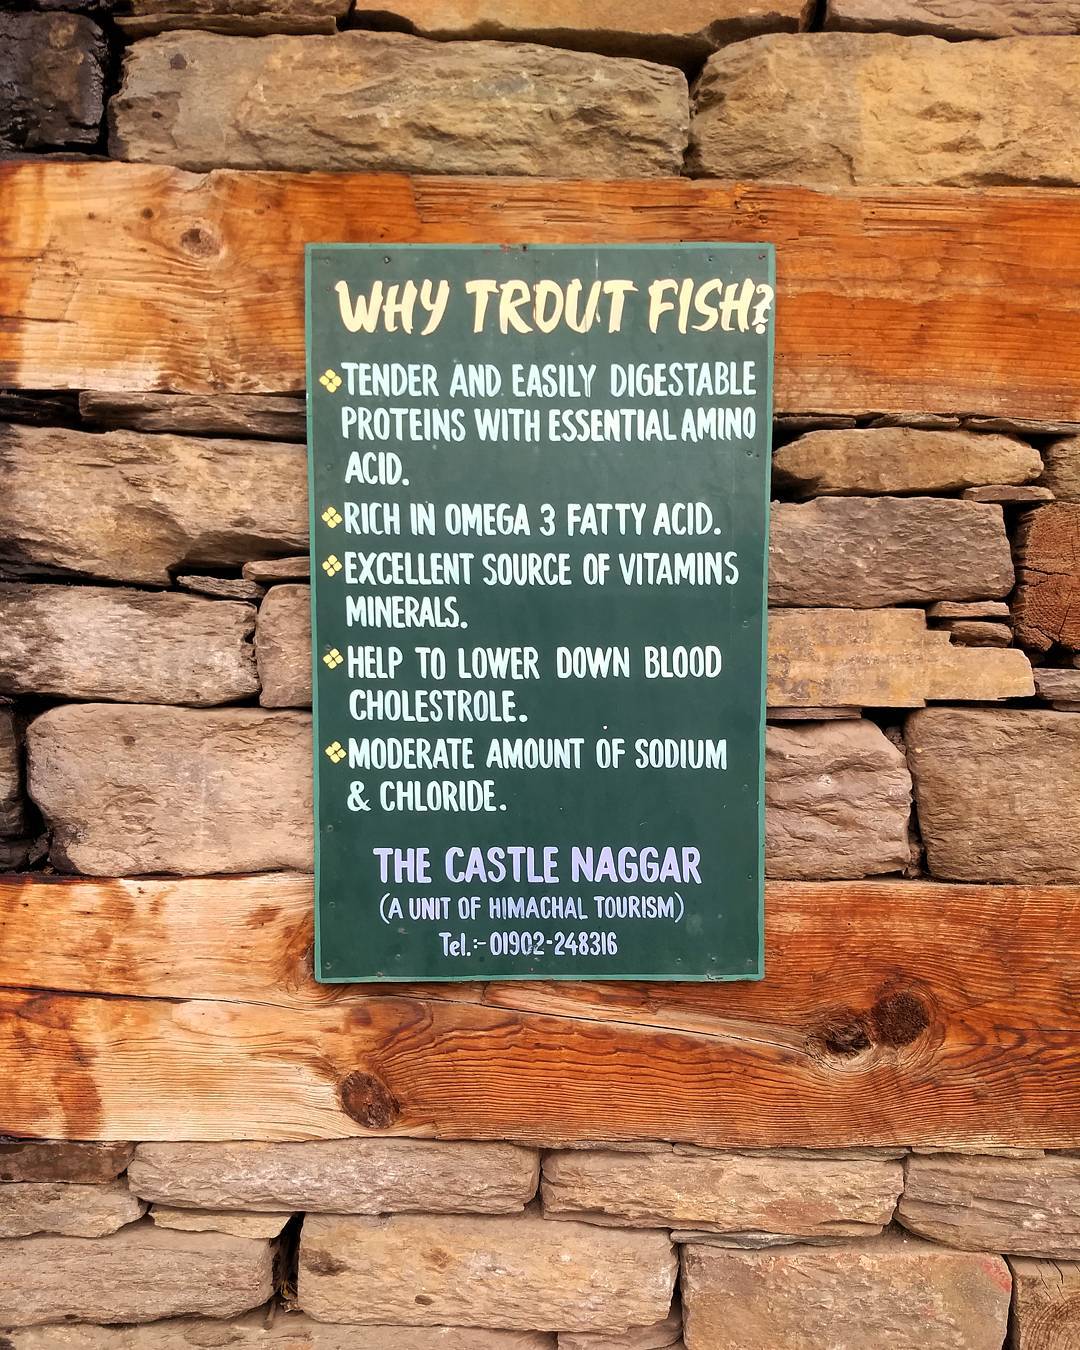 WHY TROUT FISH?
TENDER AND EASILY DIGESTABLE
PROTEINS WITH ESSENTIAL AMINO
ACID.
RICH IN OMEGA 3 FATTY ACID.
EXCELLENT SOURCE OF VITAMINS
MINERALS.
HELP TO LOWER DOWN BLOOD
CHOLESTROLE.
MODERATE AMOUNT OF SODIUM
& CHLORIDE.
THE CASTLE NAGGAR
(A UNIT OF HIMACHAL TOURISM)
Tel.:- 01902-248316